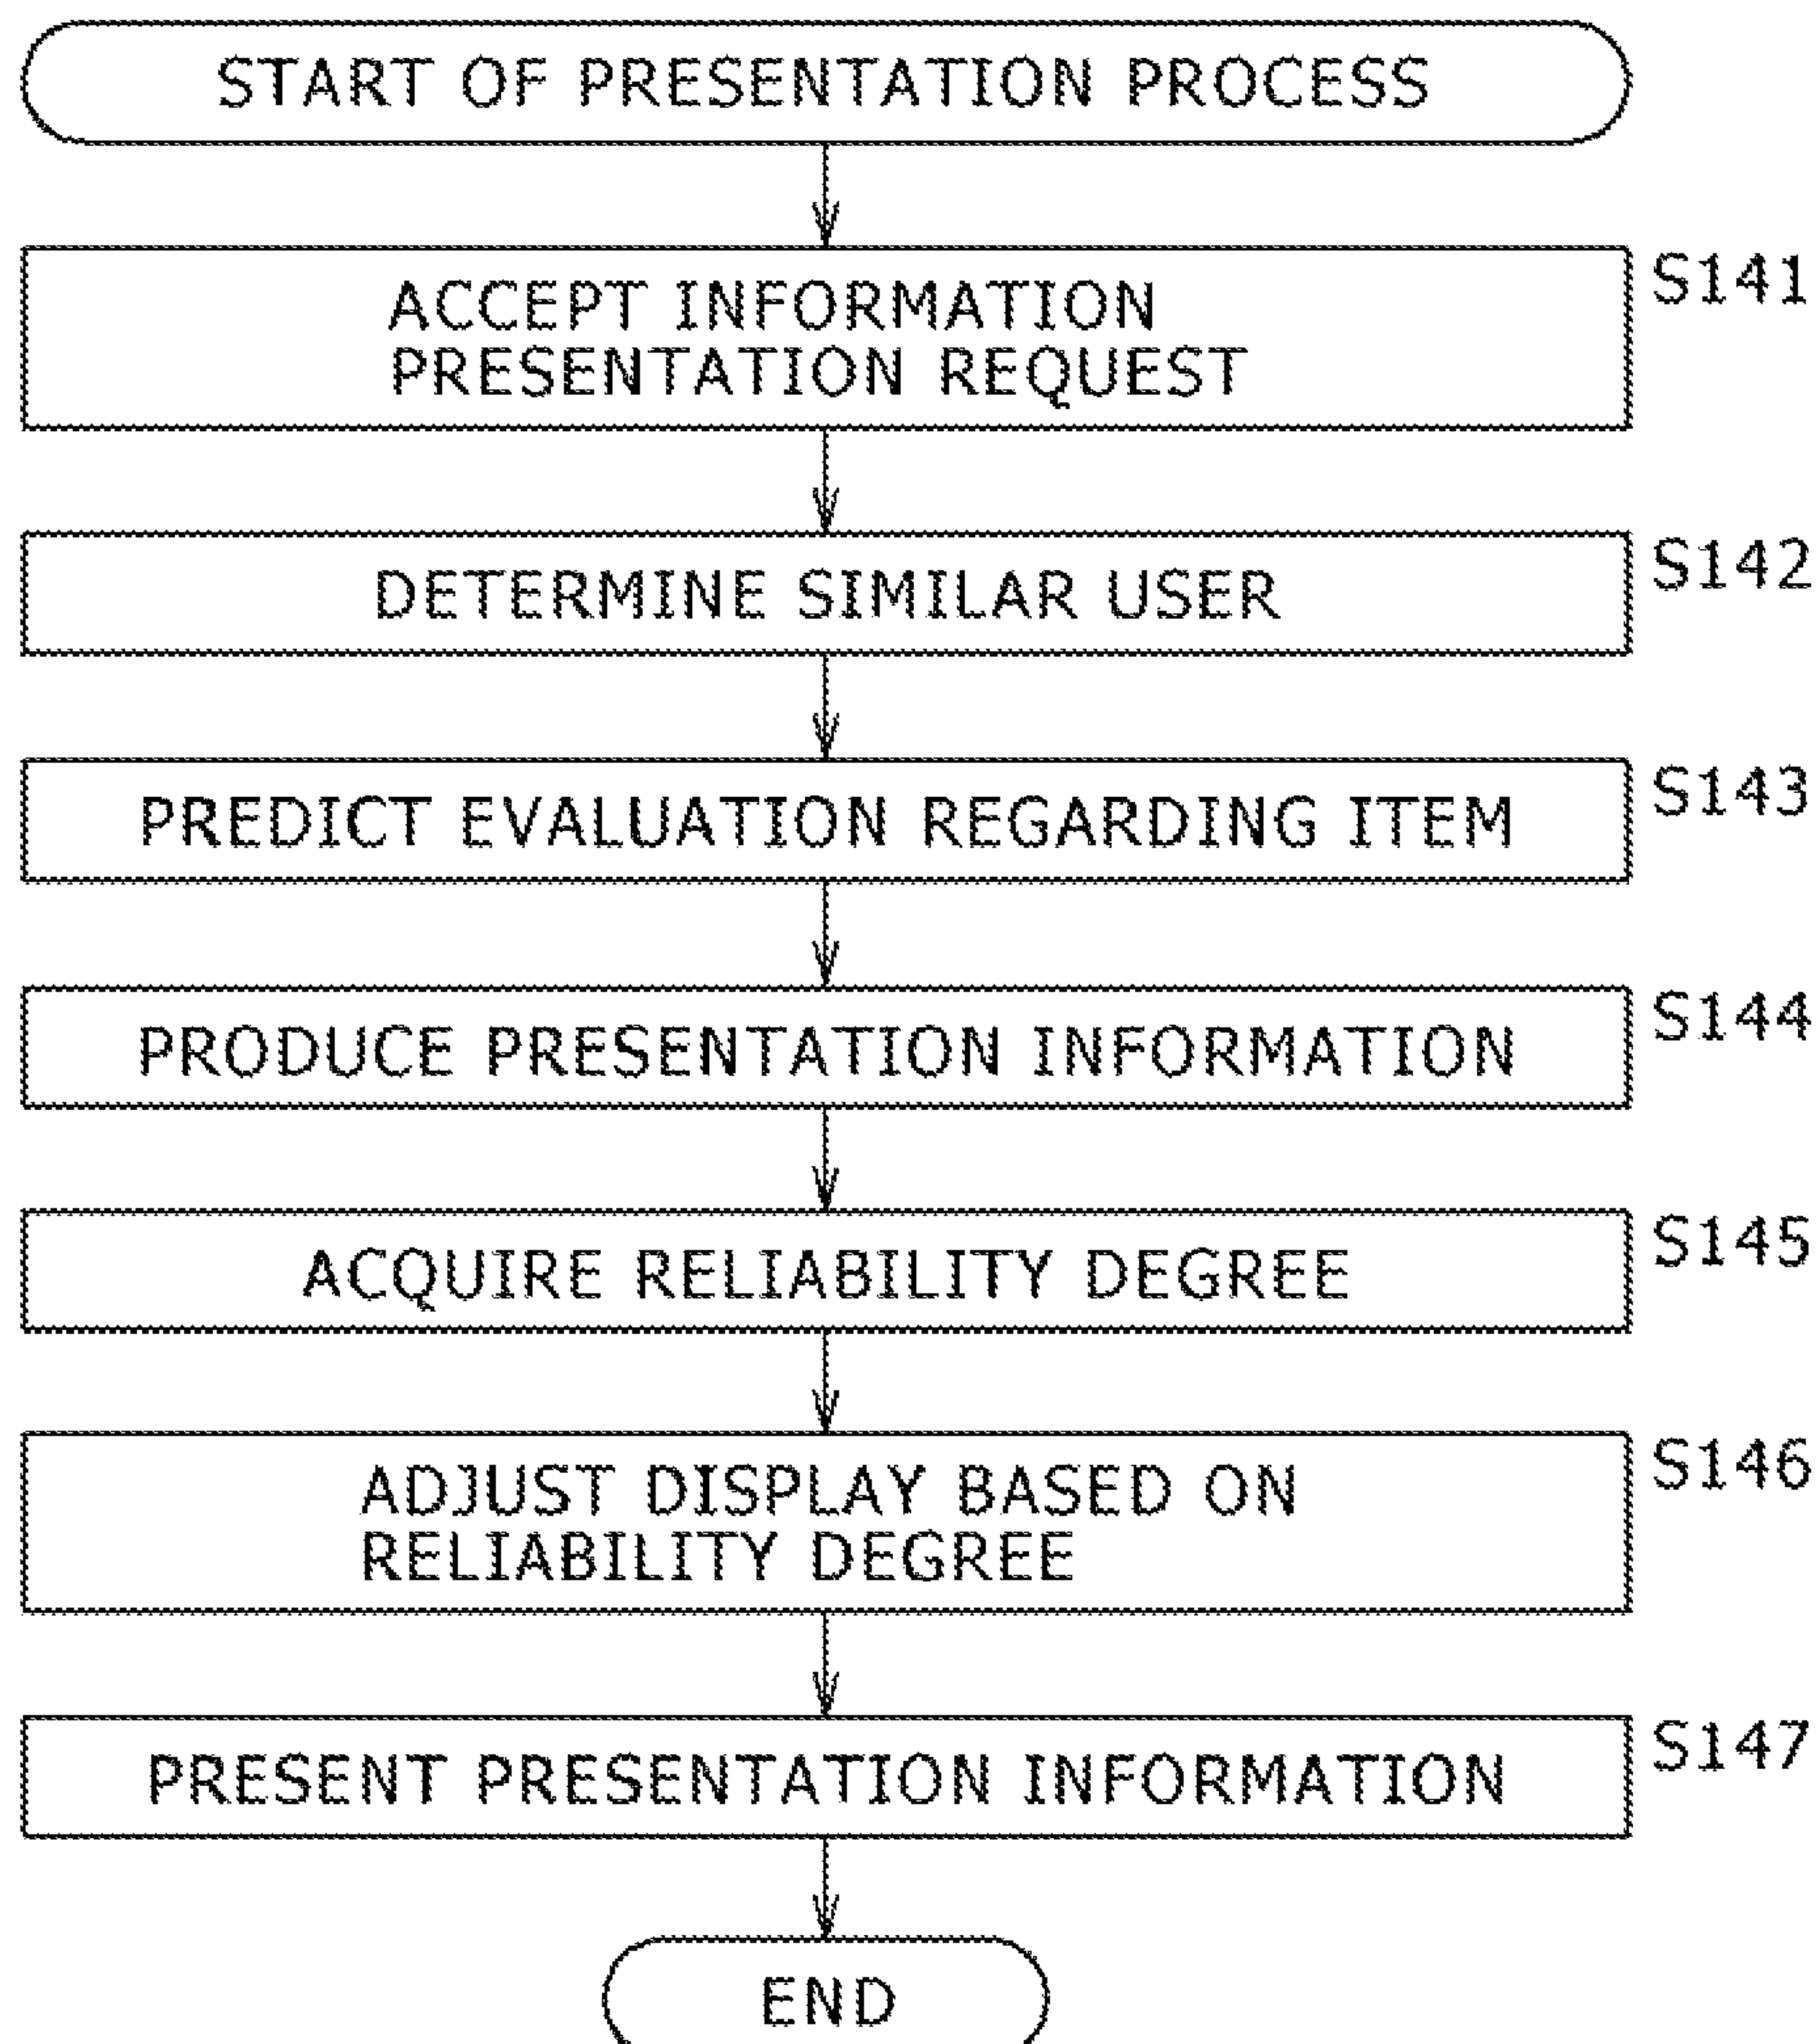 START OF PRESENTATION PROCESS
S141
ACCEPT INFORMATION
PRESENTATION REQUEST
S142
DETERMINE SIMILAR USER
S143
PREDICT EVALUATION REGARDING ITEM
S144
PRODUCE PRESENTATION INFORMATION
S145
ACQUIRE RELIABILITY DEGREE
S146
ADJUST DISPLAY BASED ON
RELIABILITY DEGREE
S147
PRESENT PRESENTATION INFORMATION
END